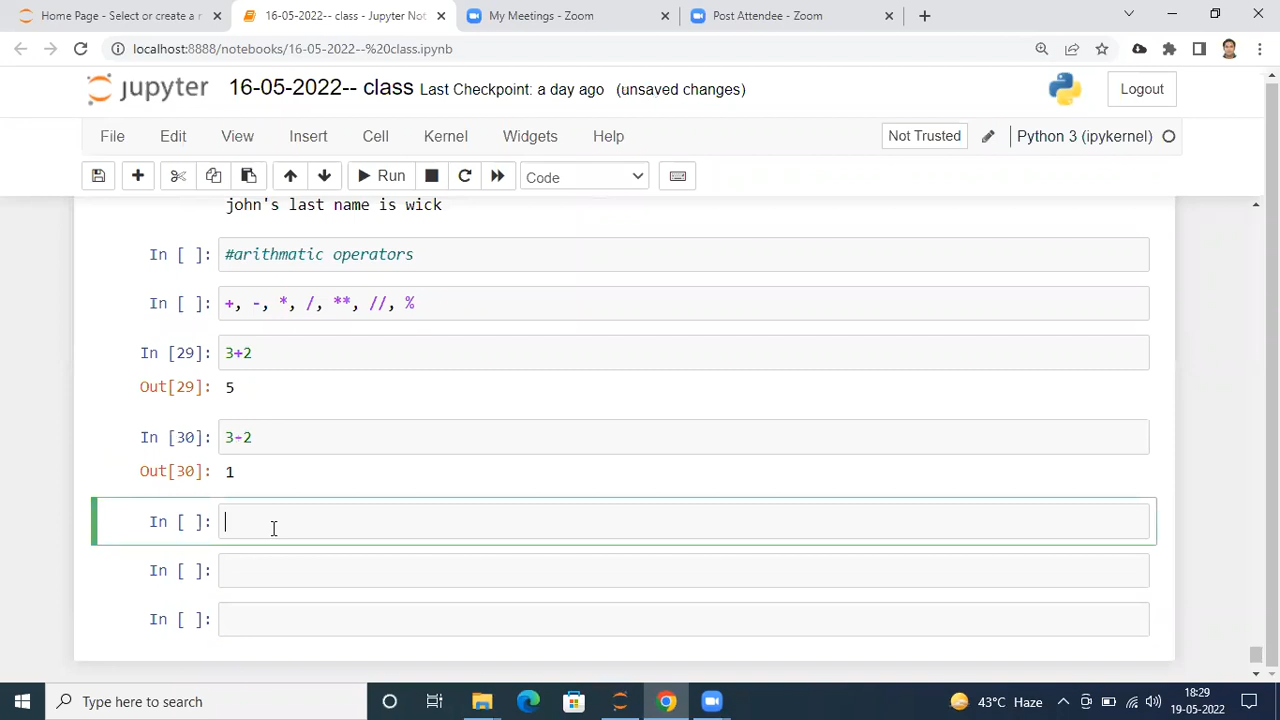 Home Page - Select or create a r
16-05-2022-- class - Jupyter Not
My Meetings - Zoom
Post Attendee - Zoom
localhost:8888/notebooks/16-05-2022--%20class.ipynb
jupyter 16-05-2022-- class Last Checkpoint: a day ago (unsaved changes)
Logout
File Edit View Insert Cell Kernel Widgets Help
Not Trusted
Python 3 (ipykernel)
Run
Code
john's last name is wick
In [ ]: #arithmatic operators
In [ ]: +, -, *, /, **, //, %
In [29]: 3+2
Out[29]: 5
In [30]: 3-2
Out[30]: 1
In [ ]:
In [ ]:
In [ ]:
Type here to search
43°C Haze
18:29
19-05-2022